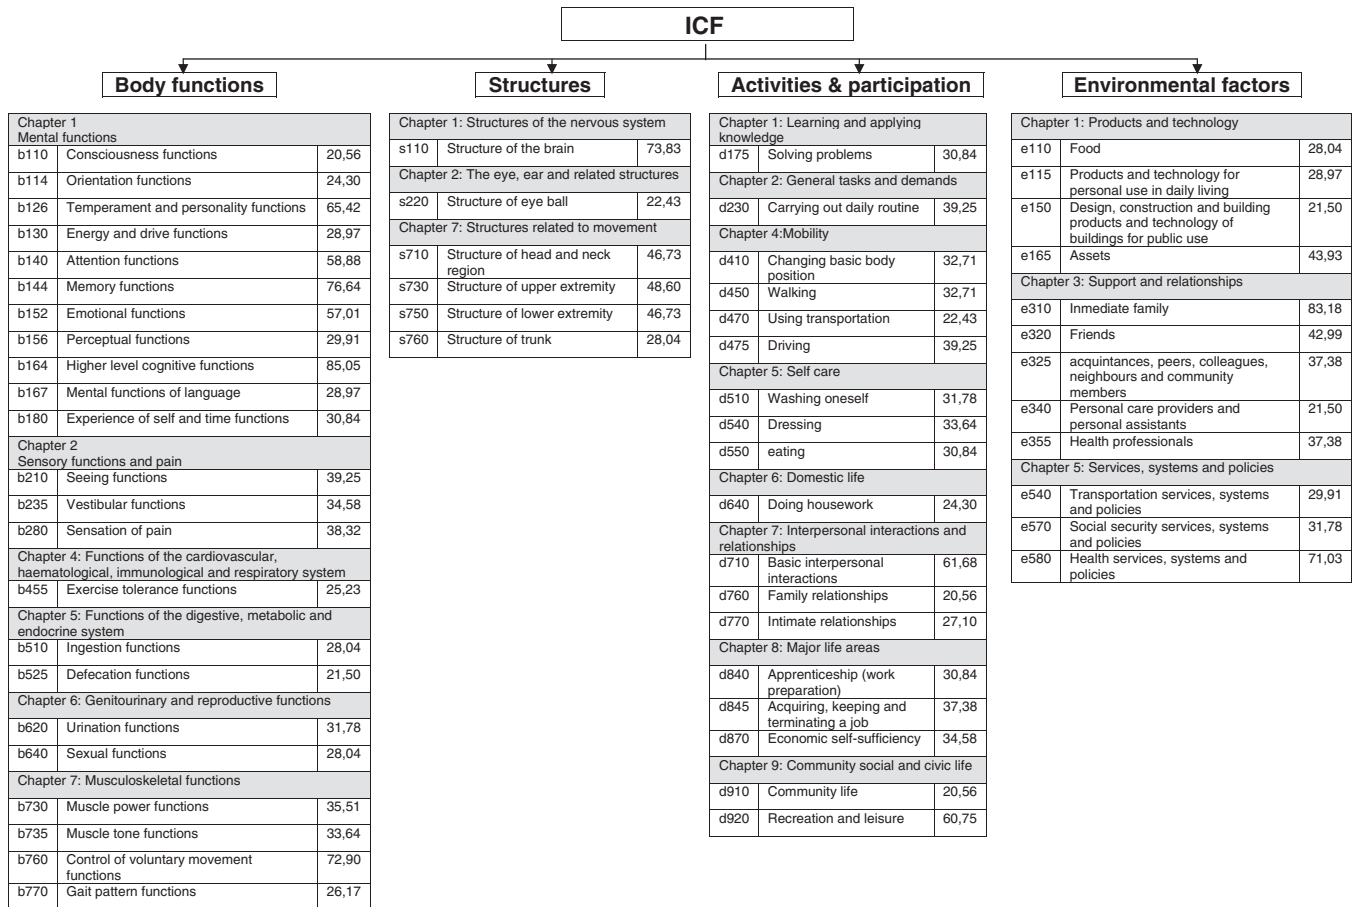 ICF
Body functions
Chapter 1
Mental functions
b110 Consciousness functions 20,56
b114 Orientation functions 24,30
b126 Temperament and personality functions 65,42
b130 Energy and drive functions 28,97
b140 Attention functions 58,88
b144 Memory functions 76,64
b152 Emotional functions 57,01
b156 Perceptual functions 29,91
b164 Higher level cognitive functions 85,05
b167 Mental functions of language 28,97
b180 Experience of self and time functions 30,84
Chapter 2
Sensory functions and pain
b210 Seeing functions 39,25
b235 Vestibular functions 34,58
b280 Sensation of pain 38,32
Chapter 4: Functions of the cardiovascular,
haematological, immunological and respiratory system
b455 Exercise tolerance functions 25,23
Chapter 5: Functions of the digestive, metabolic and
endocrine system
b510 Ingestion functions 28,04
b525 Defecation functions 21,50
Chapter 6: Genitourinary and reproductive functions
b620 Urination functions 31,78
b640 Sexual functions 28,04
Chapter 7: Musculoskeletal functions
b730 Muscle power functions 35,51
b735 Muscle tone functions 33,64
b760 Control of voluntary movement 72,90
functions
b770 Gait pattern functions 26,17
Structures
Chapter 1: Structures of the nervous system
s110 Structure of the brain 73,83
Chapter 2: The eye, ear and related structures
s220 Structure of eye ball 22,43
Chapter 7: Structures related to movement
s710 Structure of head and neck 46,73
region
s730 Structure of upper extremity 48,60
s750 Structure of lower extremity 46,73
s760 Structure of trunk 28,04
Activities & participation
Chapter 1: Learning and applying
knowledge
d175 Solving problems 30,84
Chapter 2: General tasks and demands
d230 Carrying out daily routine 39,25
Chapter 4:Mobility
d410 Changing basic body 32,71
position
d450 Walking 32,71
d470 Using transportation 22,43
d475 Driving 39,25
Chapter 5: Self care
d510 Washing oneself 31,78
d540 Dressing 33,64
d550 eating 30,84
Chapter 6: Domestic life
d640 Doing housework 24,30
Chapter 7: Interpersonal interactions and
relationships
d710 Basic interpersonal 61,68
interactions
d760 Family relationships 20,56
d770 Intimate relationships 27,10
Chapter 8: Major life areas
d840 Apprenticeship (work 30,84
preparation)
d845 Acquiring, keeping and 37,38
terminating a job
d870 Economic self-sufficiency 34,58
Chapter 9: Community social and civic life
d910 Community life 20,56
d920 Recreation and leisure 60,75
Environmental factors
Chapter 1: Products and technology
e110 Food 28,04
e115 Products and technology for 28,97
personal use in daily living
e150 Design, construction and building 21,50
products and technology of
buildings for public use
e165 Assets 43,93
Chapter 3: Support and relationships
e310 Inmediate family 83,18
e320 Friends 42,99
e325 acquintances, peers, colleagues, 37,38
neighbours and community
members
e340 Personal care providers and 21,50
personal assistants
e355 Health professionals 37,38
Chapter 5: Services, systems and policies
e540 Transportation services, systems 29,91
and policies
e570 Social security services, systems 31,78
and policies
e580 Health services, systems and 71,03
policies